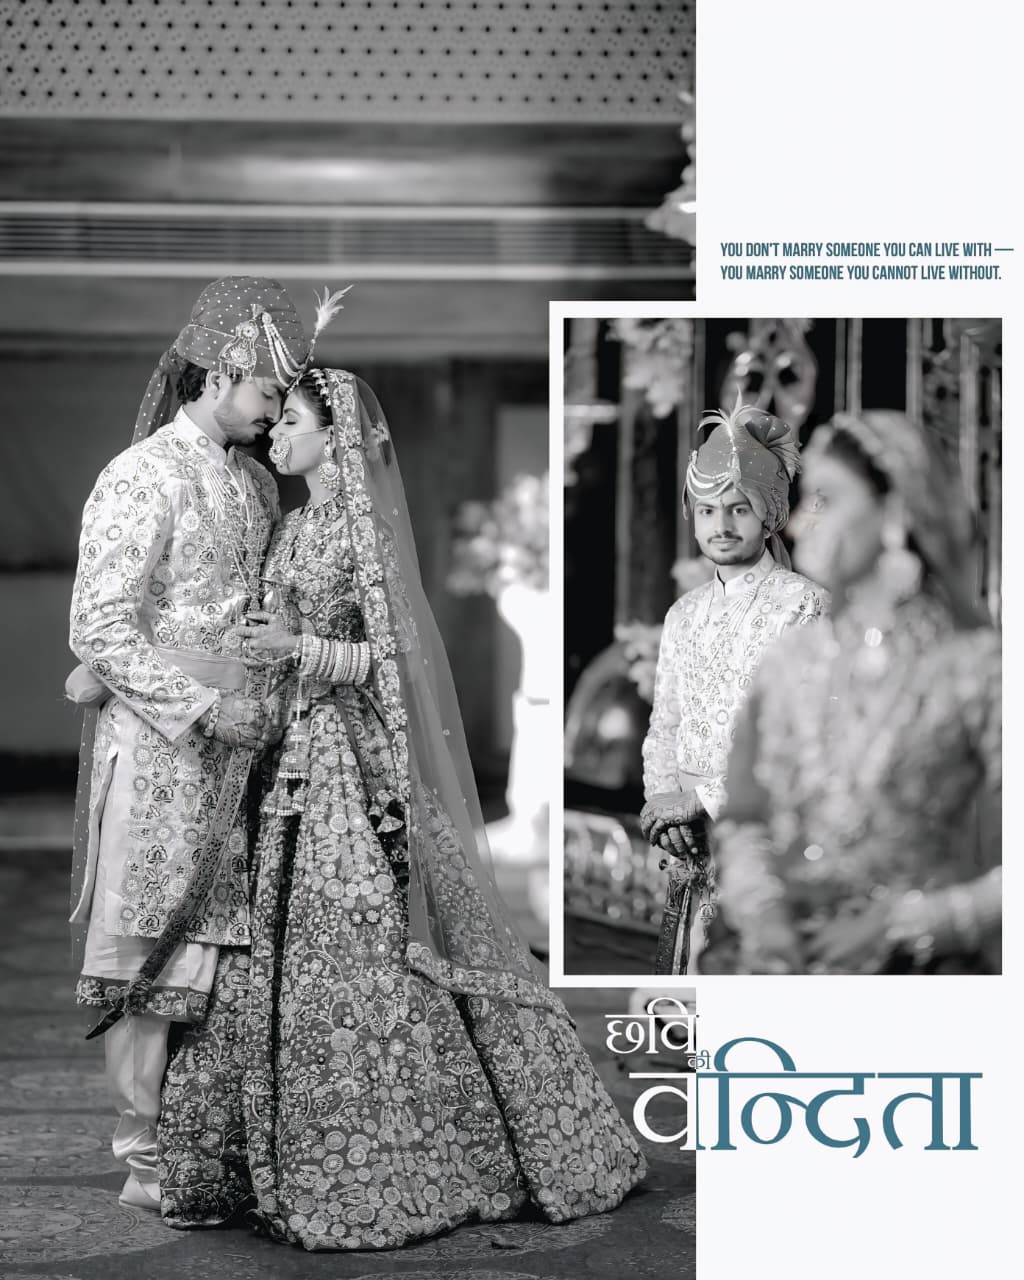 YOU DON'T MARRY SOMEONE YOU CAN LIVE WITH —
YOU MARRY SOMEONE YOU CANNOT LIVE WITHOUT.
छवि
की
वन्दिता